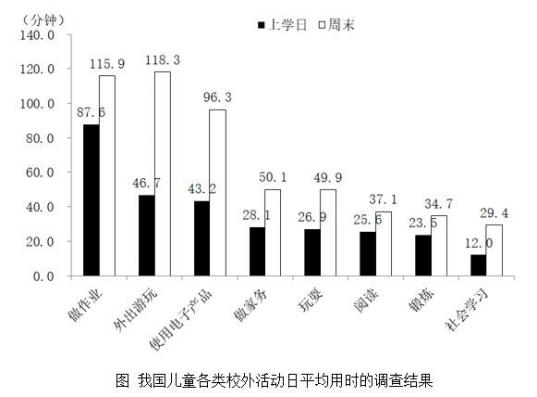 （分钟）
■上学日 □周末
140.0
120.0
100.0
80.0
60.0
40.0
20.0
0.0
87.6 115.9
46.7 118.3
43.2 96.3
28.1 50.1
26.9 49.9
25.6 37.1
23.5 34.7
12.0 29.4
做作业
外出游玩
使用电子产品
做家务
玩耍
阅读
锻炼
社会学习
图 我国儿童各类校外活动日平均用时的调查结果